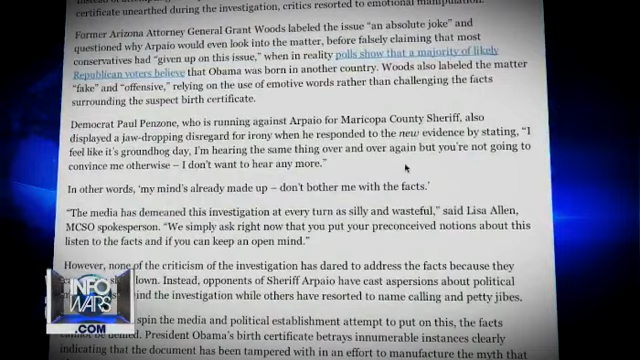 certificate unearthed during the investigation, critics resorted to emotional manipulation.
Former Arizona Attorney General Grant Woods labeled the issue “an absolute joke” and
questioned why Arpaio would even look into the matter, before falsely claiming that most
conservatives had “given up on this issue,” when in reality polls show that a majority of likely
Republican voters believe that Obama was born in another country. Woods also labeled the matter
“fake” and “offensive,” relying on the use of emotive words rather than challenging the facts
surrounding the suspect birth certificate.
Democrat Paul Penzone, who is running against Arpaio for Maricopa County Sheriff, also
displayed a jaw-dropping disregard for irony when he responded to the new evidence by stating, “I
feel like it’s groundhog day, I’m hearing the same thing over and over again but you’re not going to
convince me otherwise – I don’t want to hear any more.”
In other words, ‘my mind’s already made up – don’t bother me with the facts.’
“The media has demeaned this investigation at every turn as silly and wasteful,” said Lisa Allen,
MCSO spokesperson. “We simply ask right now that you put your preconceived notions about this
listen to the facts and if you can keep an open mind.”
However, none of the criticism of the investigation has dared to address the facts because they
lown. Instead, opponents of Sheriff Arpaio have cast aspersions about political
ind the investigation while others have resorted to name calling and petty jibes.
spin the media and political establishment attempt to put on this, the facts
denied. President Obama’s birth certificate betrays innumerable instances clearly
indicating that the document has been tampered with in an effort to manufacture the myth that
INFO
WARS
.COM